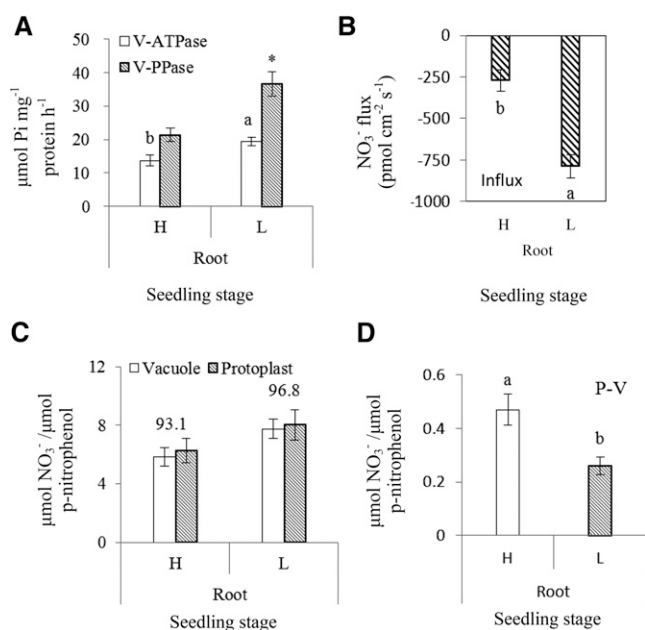 A
V-ATPase
V-PPase
µmol Pi mg⁻¹
protein h⁻¹
50
40
30
20
10
0
b
a
*
H
L
Root
Seedling stage
B
NO₃⁻ flux
(pmol cm⁻² s⁻¹)
0
-250
-500
-750
-1000
b
a
Influx
H
L
Root
Seedling stage
C
Vacuole
Protoplast
µmol NO₃⁻ /µmol
p-nitrophenol
12
8
4
0
93.1
96.8
H
L
Root
Seedling stage
D
P-V
µmol NO₃⁻ /µmol
p-nitrophenol
0.6
0.4
0.2
0
a
b
H
L
Root
Seedling stage